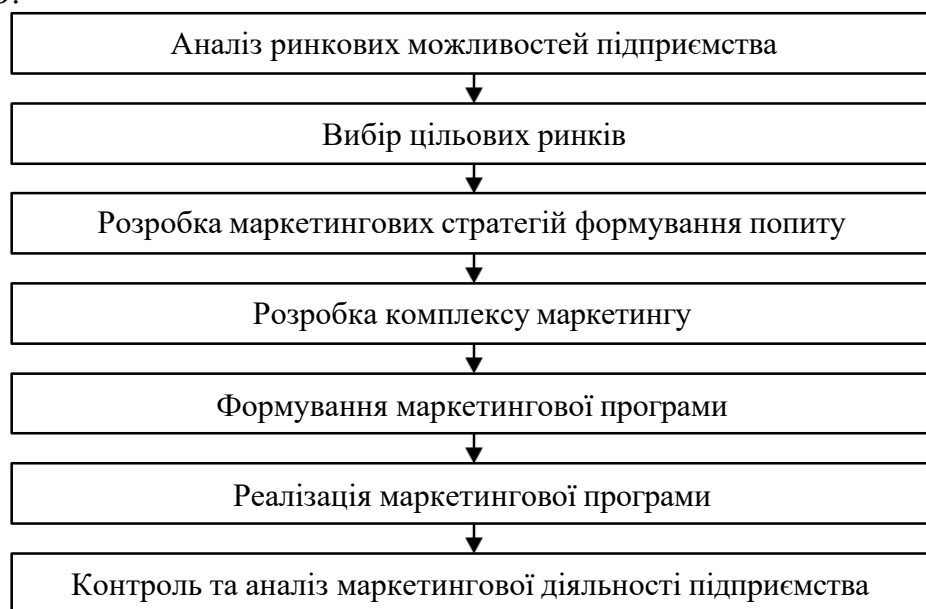 Аналіз ринкових можливостей підприємства
Вибір цільових ринків
Розробка маркетингових стратегій формування попиту
Розробка комплексу маркетингу
Формування маркетингової програми
Реалізація маркетингової програми
Контроль та аналіз маркетингової діяльності підприємства